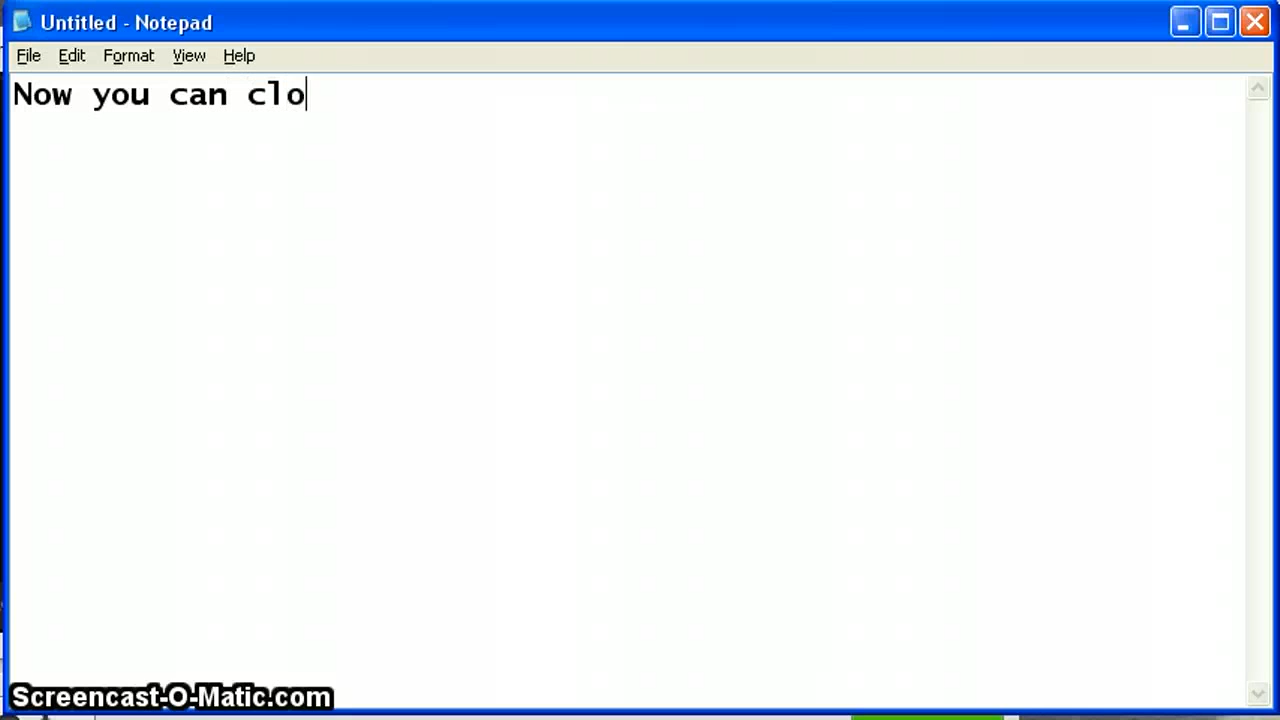 Untitled - Notepad
File Edit Format View Help
Now you can clo
Screencast-O-Matic.com